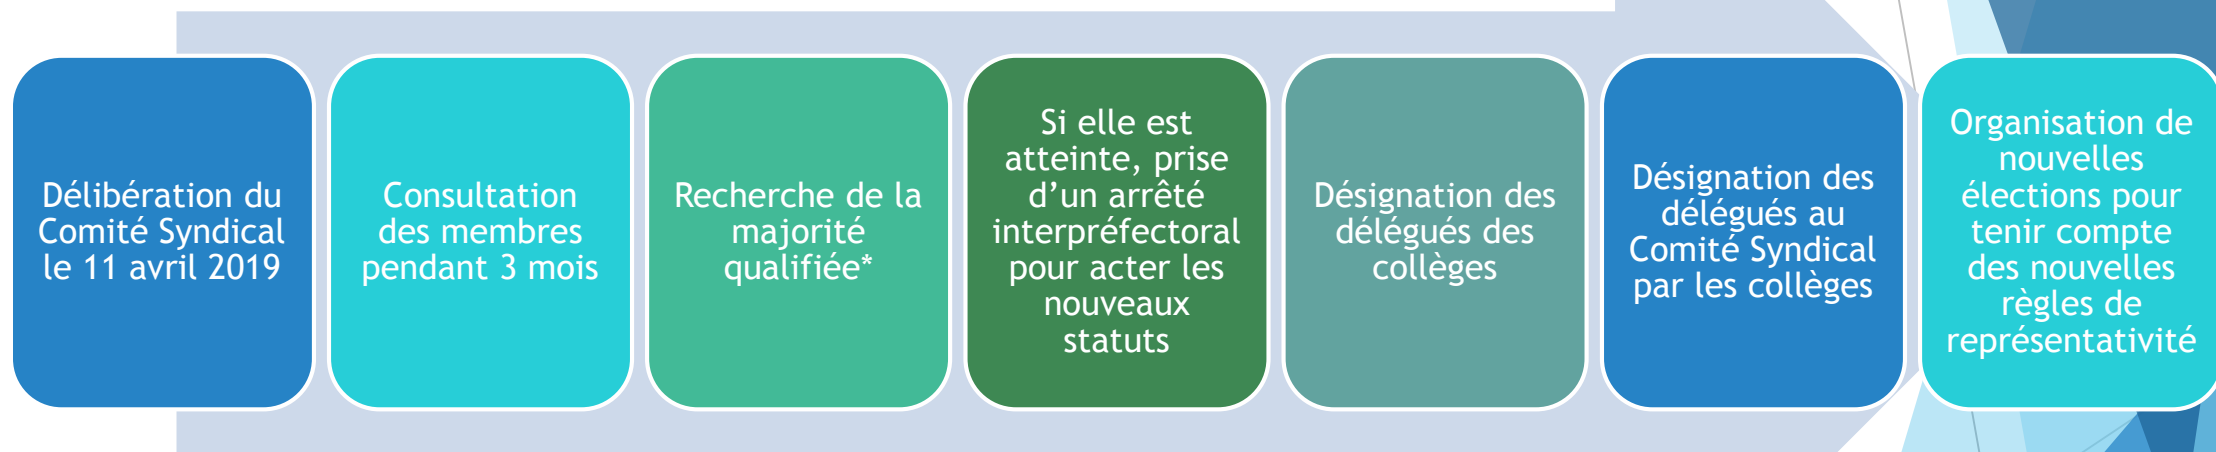 Délibération du
Comité Syndical
le 11 avril 2019
Consultation
des membres
pendant 3 mois
Recherche de la
majorité
qualifiée*
Si elle est
atteinte, prise
d’un arrêté
interpréfectoral
pour acter les
nouveaux
statuts
Désignation des
délégués des
collèges
Désignation des
délégués au
Comité Syndical
par les collèges
Organisation de
nouvelles
élections pour
tenir compte
des nouvelles
règles de
représentativité